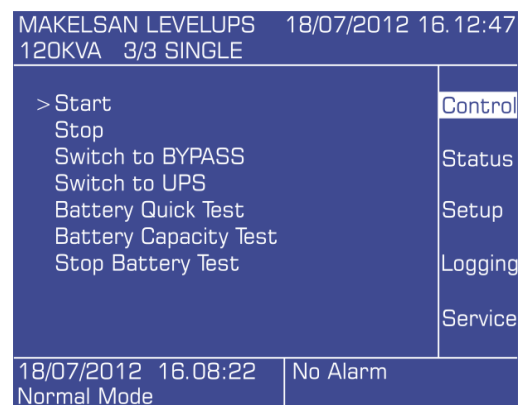 MAKELSAN LEVELUPS 18/07/2012 16.12:47
120KVA 3/3 SINGLE
> Start
Stop
Switch to BYPASS
Switch to UPS
Battery Quick Test
Battery Capacity Test
Stop Battery Test
Control
Status
Setup
Logging
Service
18/07/2012 16.08:22
Normal Mode
No Alarm